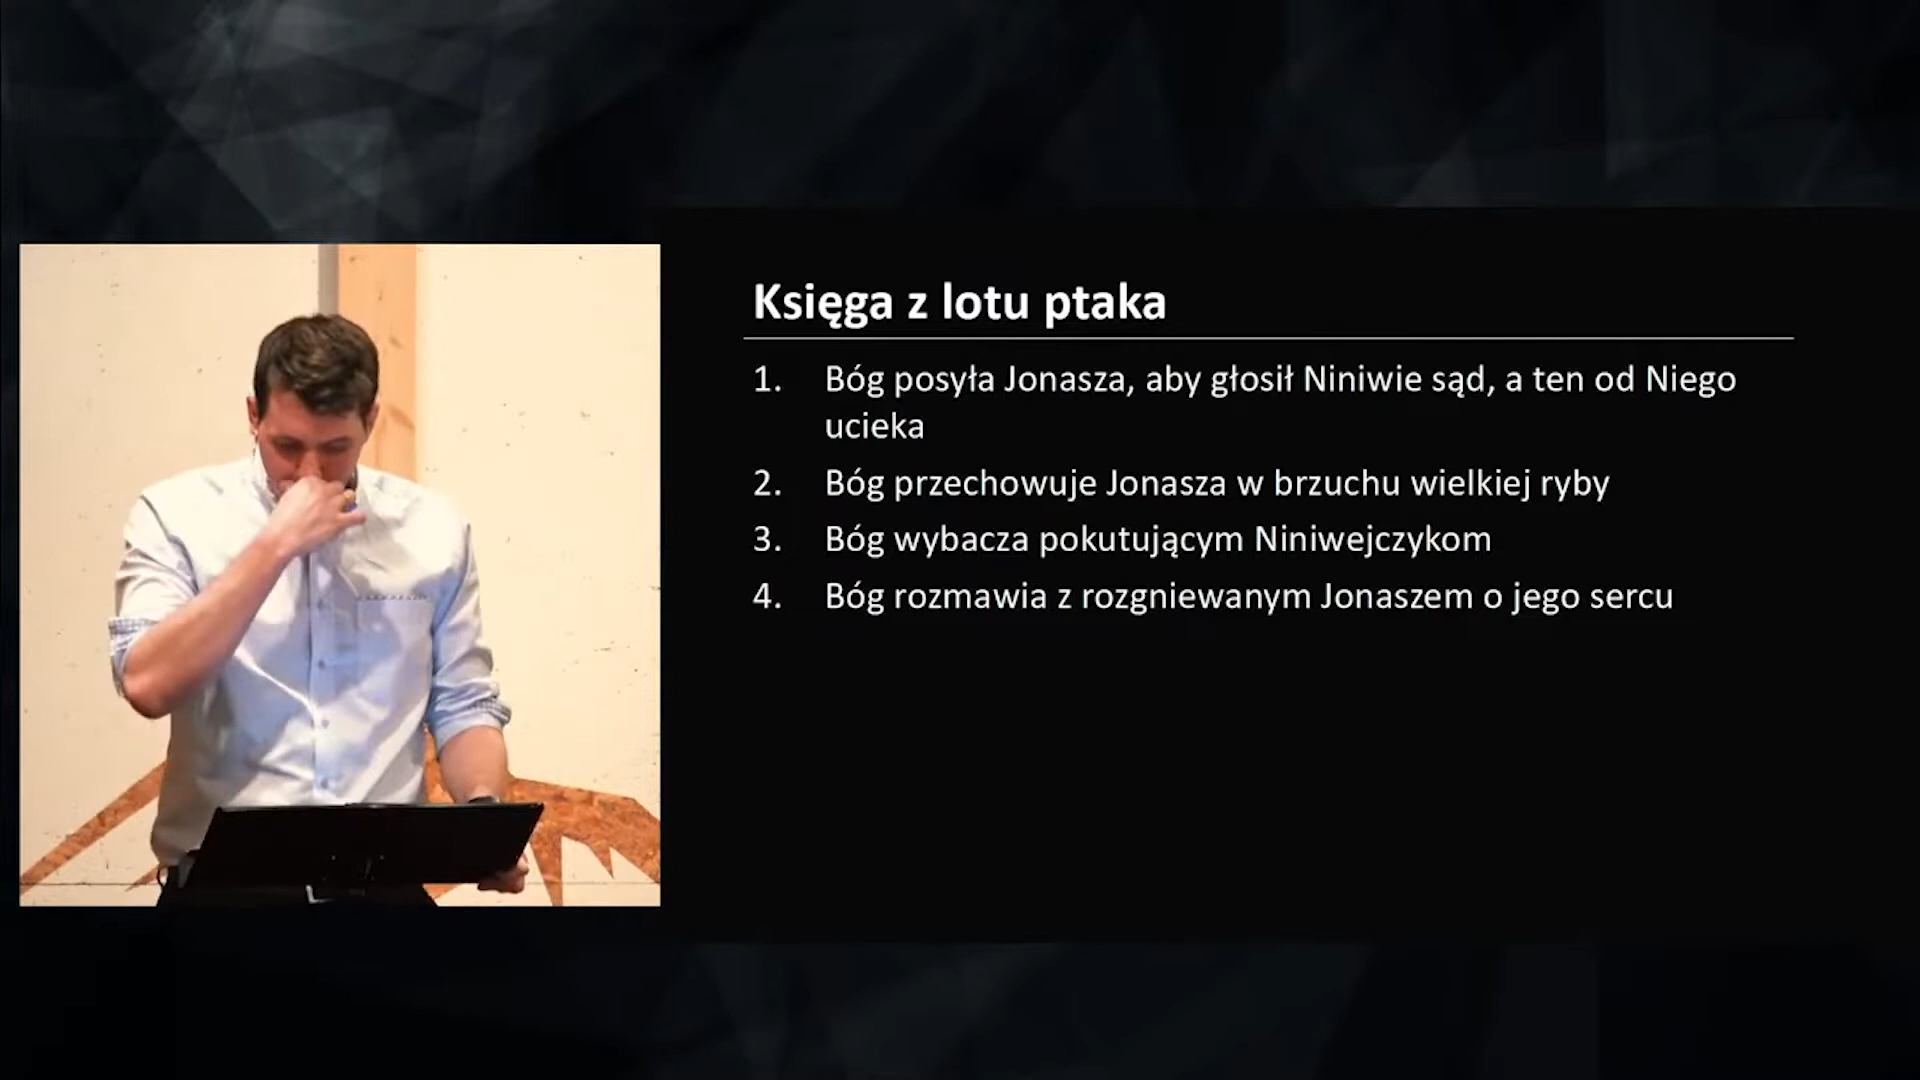 Księga z lotu ptaka
1. Bóg posyła Jonasza, aby głosił Niniwie sąd, a ten od Niego
ucieka
2. Bóg przechowuje Jonasza w brzuchu wielkiej ryby
3. Bóg wybacza pokutującym Niniwejczykom
4. Bóg rozmawia z rozgniewanym Jonaszem o jego sercu